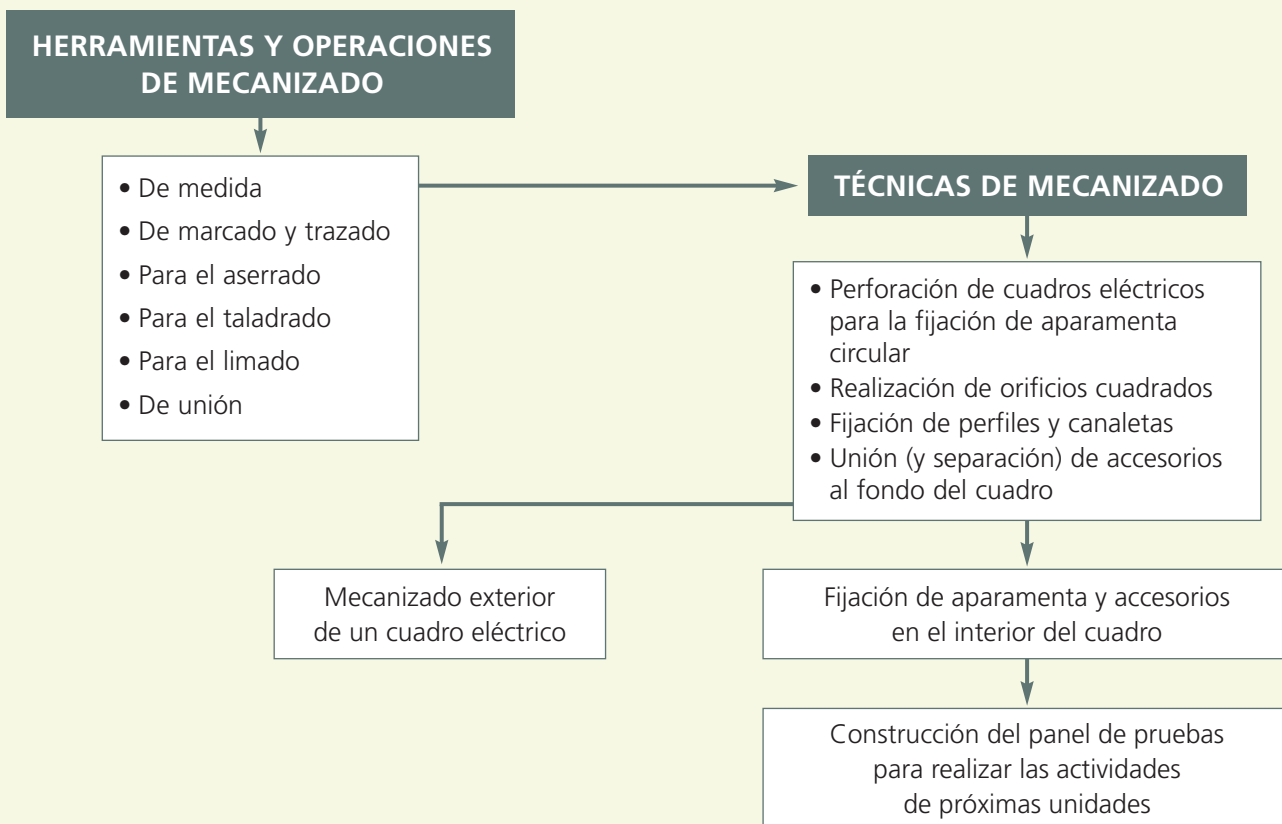 HERRAMIENTAS Y OPERACIONES
DE MECANIZADO
• De medida
• De marcado y trazado
• Para el aserrado
• Para el taladrado
• Para el limado
• De unión
TÉCNICAS DE MECANIZADO
• Perforación de cuadros eléctricos
para la fijación de aparamenta
circular
• Realización de orificios cuadrados
• Fijación de perfiles y canaletas
• Unión (y separación) de accesorios
al fondo del cuadro
Mecanizado exterior
de un cuadro eléctrico
Fijación de aparamenta y accesorios
en el interior del cuadro
Construcción del panel de pruebas
para realizar las actividades
de próximas unidades